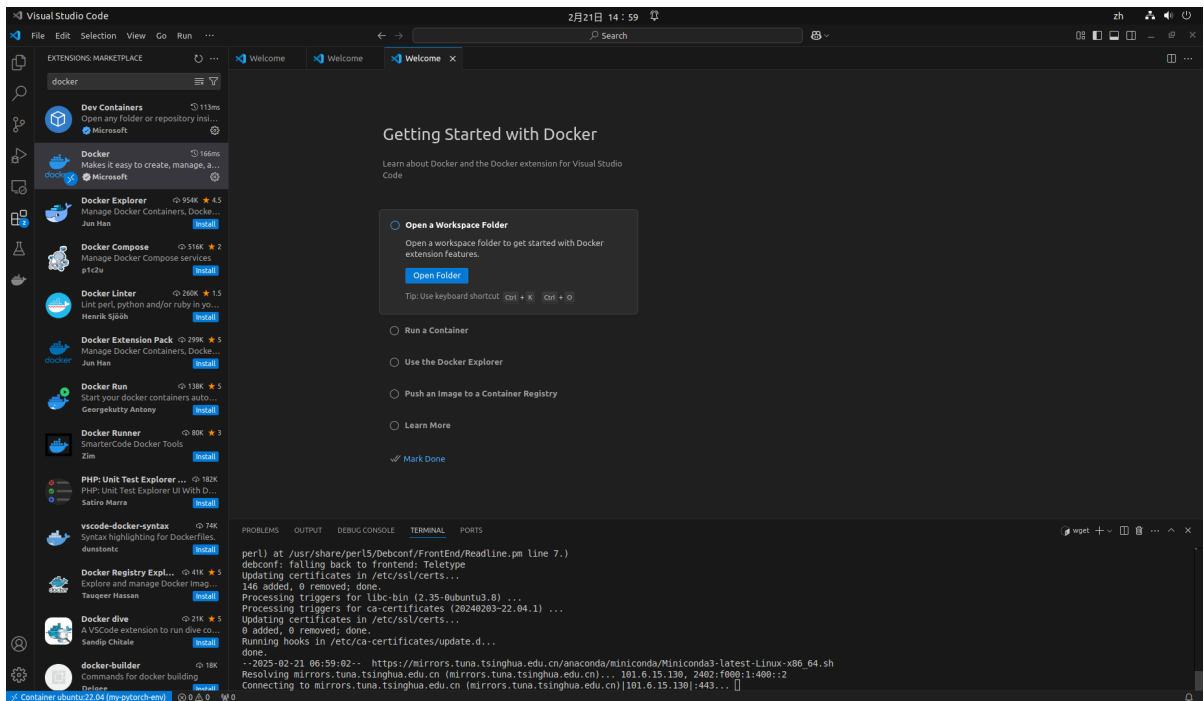 Visual Studio Code
2月21日 14：59
zh
File Edit Selection View Go Run ···
Search
EXTENSIONS: MARKETPLACE
Welcome
Welcome
Welcome
docker
Dev Containers 113ms
Open any folder or repository insi...
Microsoft
Docker 166ms
Makes it easy to create, manage, a...
Microsoft
Docker Explorer 954K ★ 4.5
Manage Docker Containers, Docke...
Jun Han Install
Docker Compose 516K ★ 2
Manage Docker Compose services
p1c2u Install
Docker Linter 260K ★ 1.5
Lint perl, python and/or ruby in yo...
Henrik Sjööh Install
Docker Extension Pack 299K ★ 5
Manage Docker Containers, Docke...
Jun Han Install
Docker Run 138K ★ 5
Start your docker containers auto...
Georgekutty Antony Install
Docker Runner 80K ★ 3
SmarterCode Docker Tools
Zim Install
PHP: Unit Test Explorer ... 182K
PHP: Unit Test Explorer UI With D...
Satiro Marra Install
vscode-docker-syntax 74K
Syntax highlighting for Dockerfiles.
dunstontc Install
Docker Registry Expl... 41K ★ 5
Explore and manage Docker Imag...
Tauqeer Hassan Install
Docker dive 21K ★ 5
A VSCode extension to run dive co...
Sandip Chitale Install
docker-builder 18K
Commands for docker building
Delgee Install
Getting Started with Docker
Learn about Docker and the Docker extension for Visual Studio
Code
Open a Workspace Folder
Open a workspace folder to get started with Docker
extension features.
Open Folder
Tip: Use keyboard shortcut Ctrl + K Ctrl + O
Run a Container
Use the Docker Explorer
Push an Image to a Container Registry
Learn More
Mark Done
PROBLEMS OUTPUT DEBUG CONSOLE TERMINAL PORTS
wget
perl) at /usr/share/perl5/Debconf/FrontEnd/Readline.pm line 7.)
debconf: falling back to frontend: Teletype
Updating certificates in /etc/ssl/certs...
146 added, 0 removed; done.
Processing triggers for libc-bin (2.35-0ubuntu3.8) ...
Processing triggers for ca-certificates (20240203~22.04.1) ...
Updating certificates in /etc/ssl/certs...
0 added, 0 removed; done.
Running hooks in /etc/ca-certificates/update.d...
done.
--2025-02-21 06:59:02-- https://mirrors.tuna.tsinghua.edu.cn/anaconda/miniconda/Miniconda3-latest-Linux-x86_64.sh
Resolving mirrors.tuna.tsinghua.edu.cn (mirrors.tuna.tsinghua.edu.cn)... 101.6.15.130, 2402:f000:1:400::2
Connecting to mirrors.tuna.tsinghua.edu.cn (mirrors.tuna.tsinghua.edu.cn)|101.6.15.130|:443...
Container ubuntu:22.04 (my-pytorch-env) 0 0 0